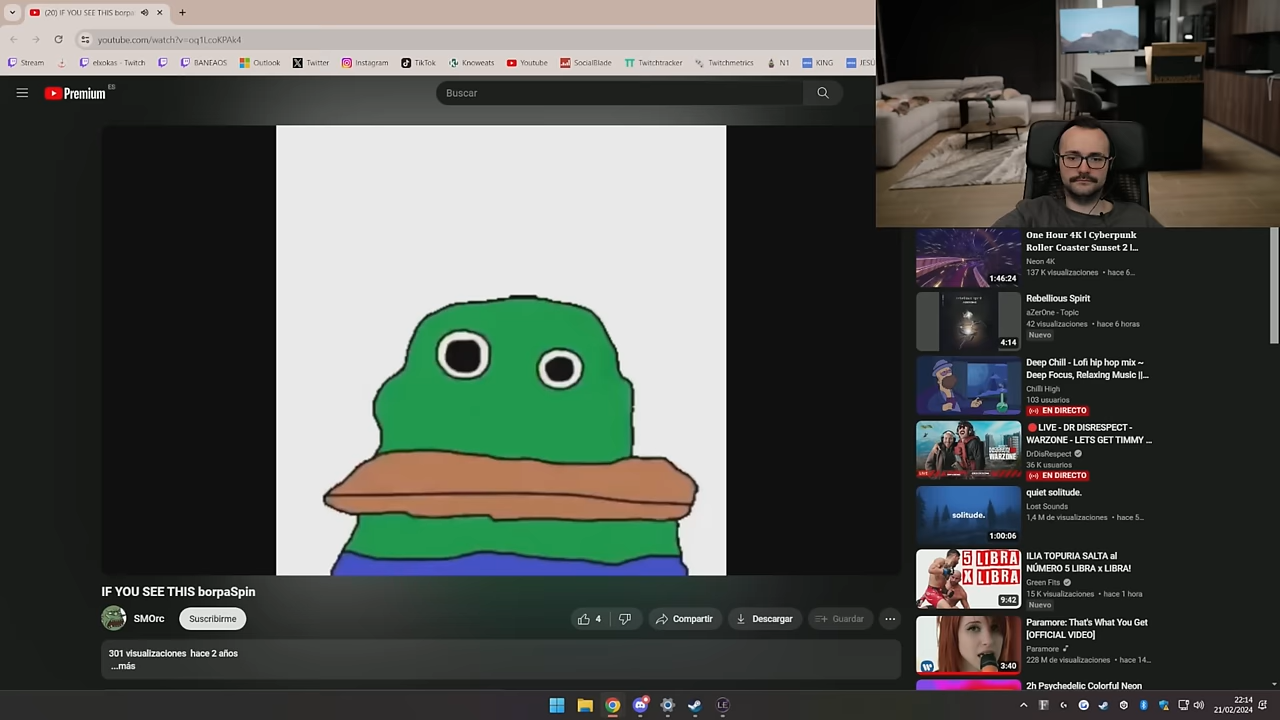 (20) IF YOU SEE THIS borpa
youtube.com/watch?v=oq1LcoKPAk4
Stream
elxokas - Twitch
BANEAOS
Outlook
Twitter
Instagram
TikTok
Knoweats
Youtube
SocialBlade
Twitchtracker
Twitchmetrics
N1
KING
JESÚ
Premium ES
Buscar
One Hour 4K l Cyberpunk
Roller Coaster Sunset 2 l...
Neon 4K
137 K visualizaciones • hace 6...
1:46:24
Rebellious Spirit
aZerOne - Topic
42 visualizaciones • hace 6 horas
Nuevo
4:14
Deep Chill - Lofi hip hop mix ~
Deep Focus, Relaxing Music ||...
Chilli High
103 usuarios
EN DIRECTO
LIVE - DR DISRESPECT -
WARZONE - LETS GET TIMMY ...
DrDisRespect
36 K usuarios
EN DIRECTO
WARZONE
LIVE
quiet solitude.
Lost Sounds
1,4 M de visualizaciones • hace 5...
solitude.
1:00:06
ILIA TOPURIA SALTA al
NÚMERO 5 LIBRA x LIBRA!
Green Fits
15 K visualizaciones • hace 1 hora
Nuevo
5 LIBRA
X LIBRA
9:42
Paramore: That's What You Get
[OFFICIAL VIDEO]
Paramore
228 M de visualizaciones • hace 14...
3:40
2h Psychedelic Colorful Neon
IF YOU SEE THIS borpaSpin
SMOrc
Suscribirme
4
Compartir
Descargar
Guardar
301 visualizaciones hace 2 años
...más
22:14
21/02/2024